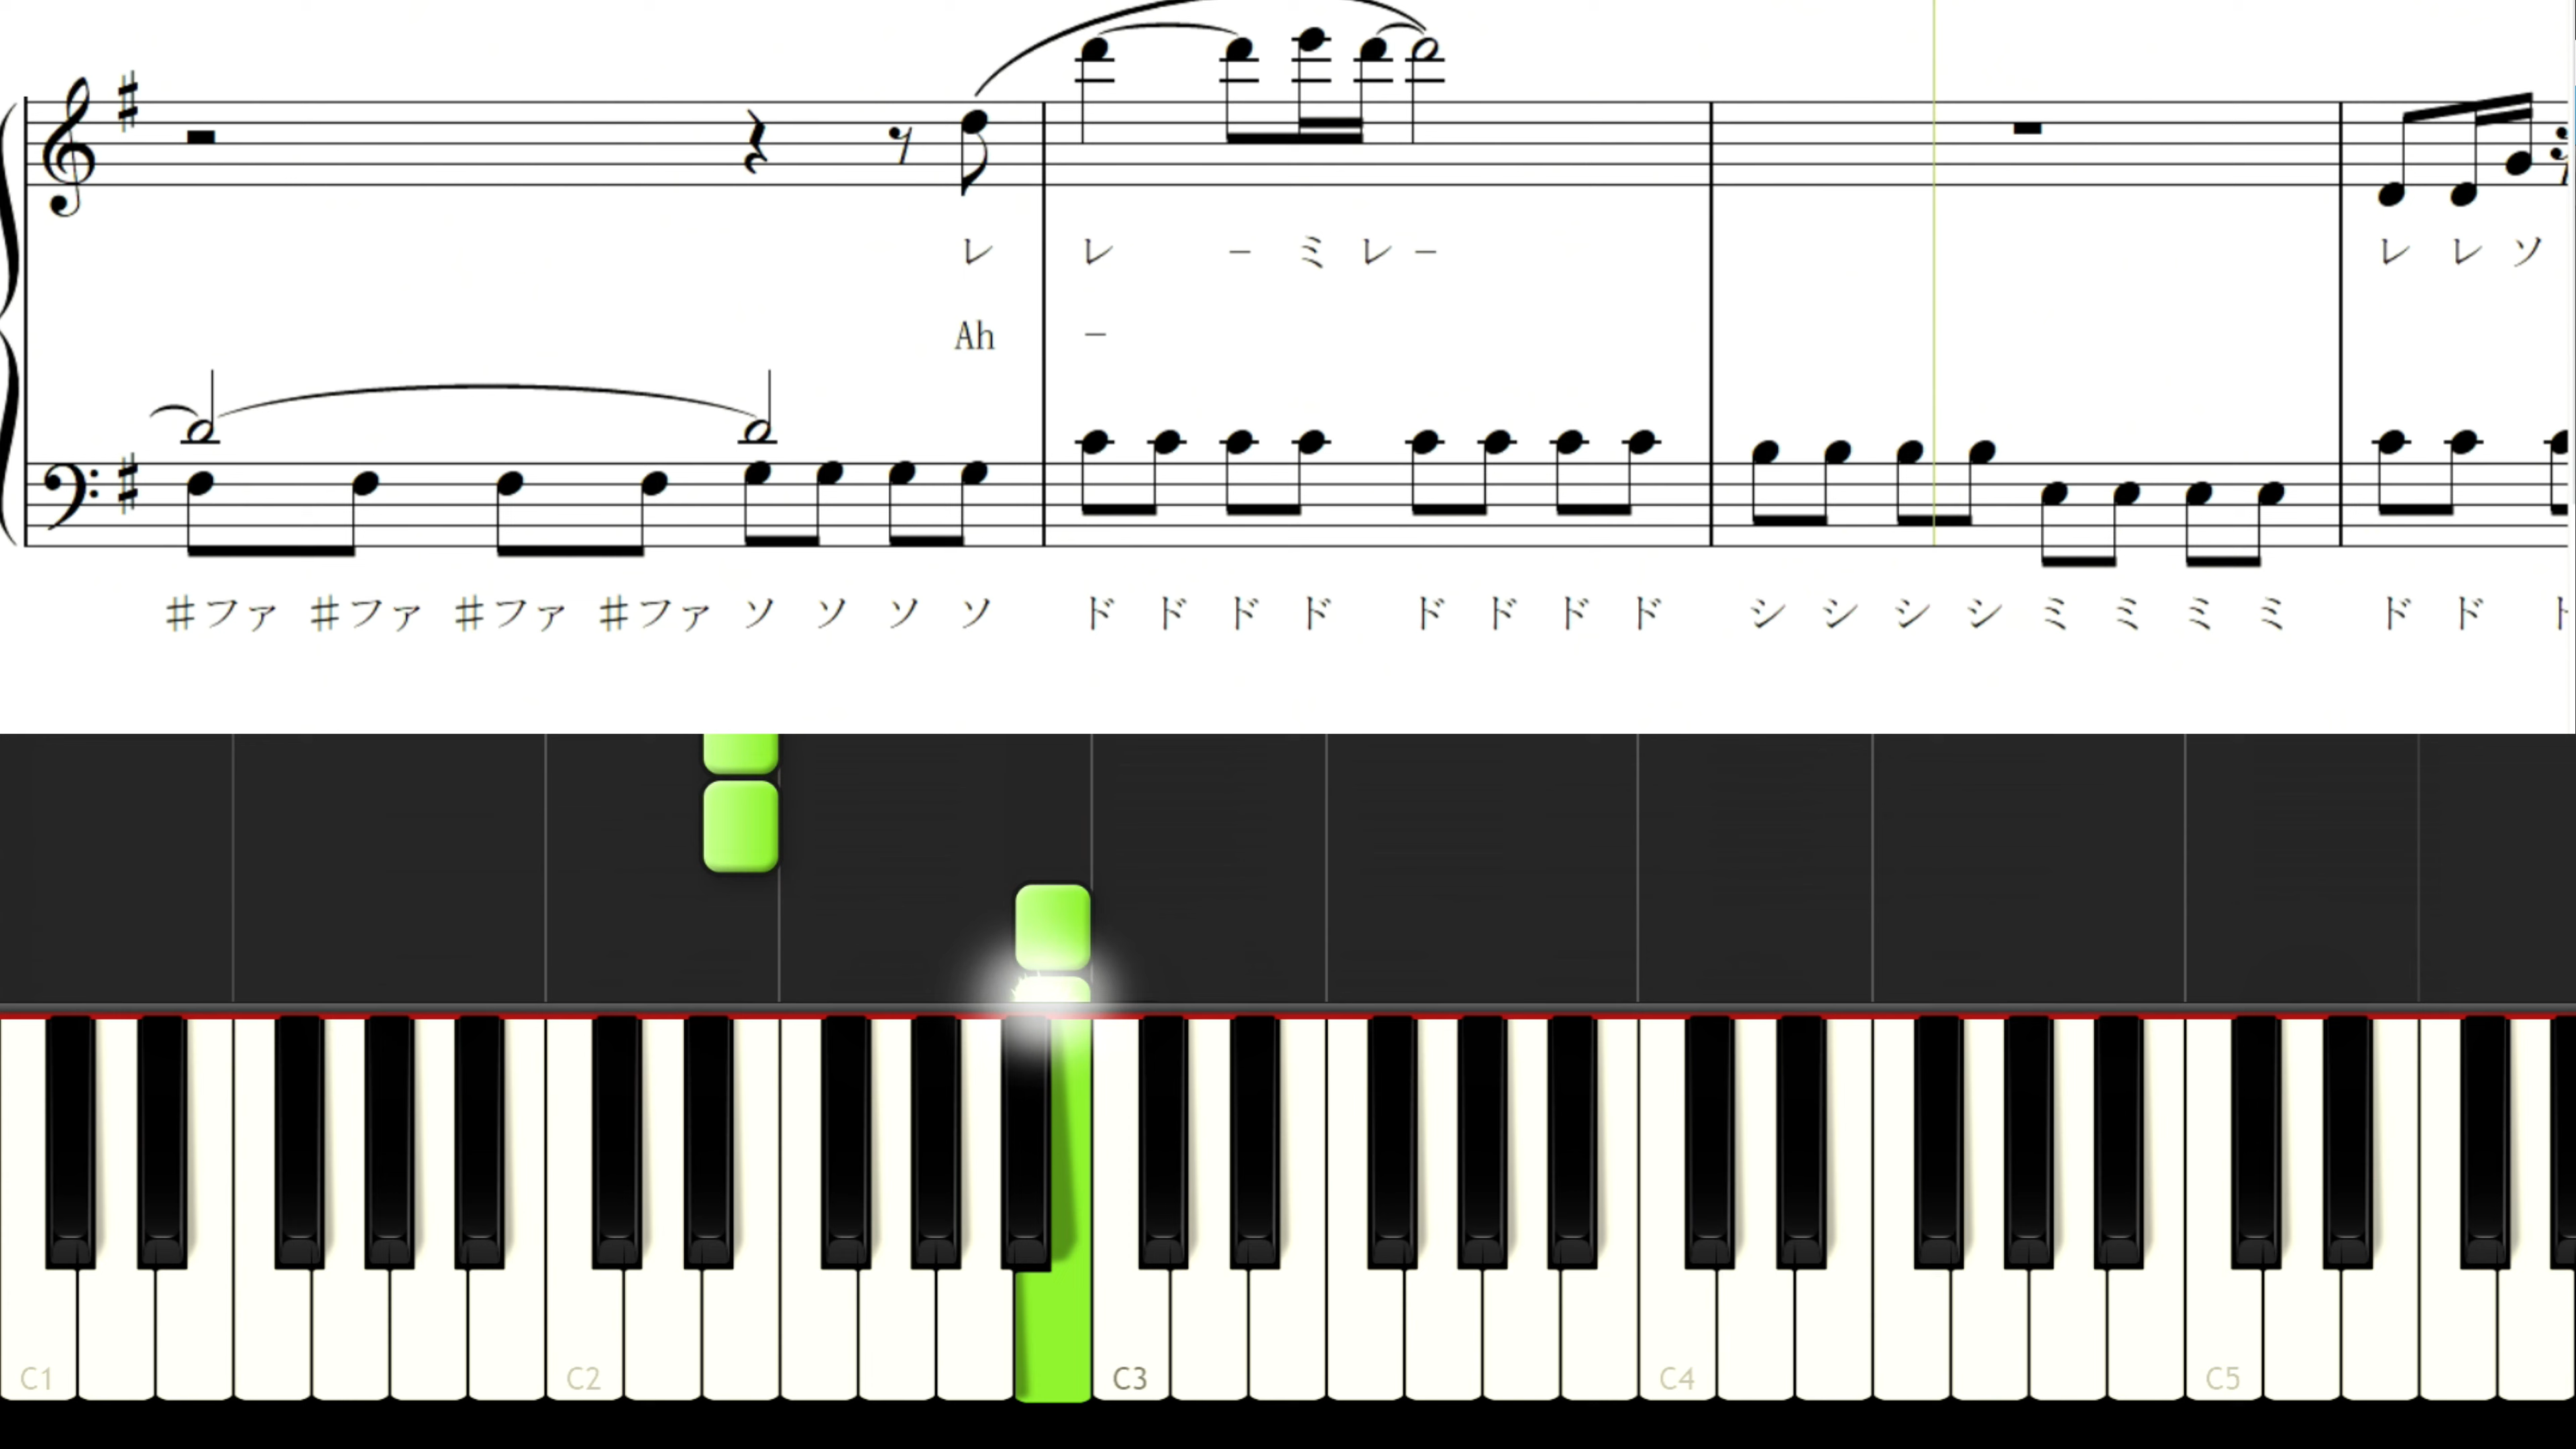 レ レ － ミ レ － レ レ ソ
Ah －
♯ファ ♯ファ ♯ファ ♯ファ ソ ソ ソ ソ ド ド ド ド ド ド ド ド シ シ シ シ ミ ミ ミ ミ ド ド
C1 C2 C3 C4 C5